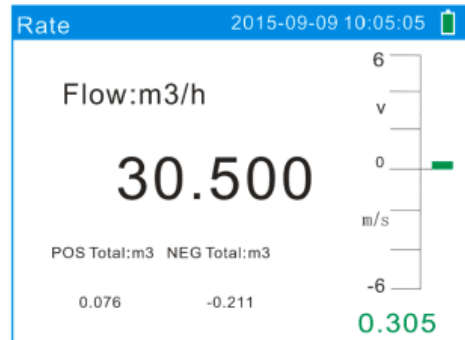 Rate 2015-09-09 10:05:05
6
Flow:m3/h
v
30.500
0
m/s
POS Total:m3 NEG Total:m3
-6
0.076 -0.211
0.305